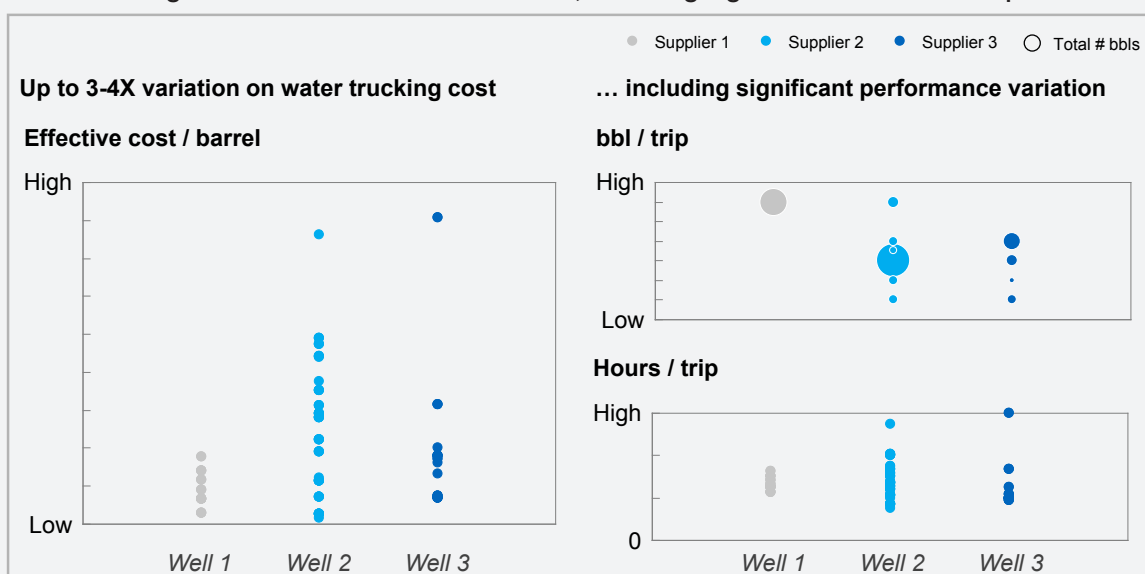 Supplier 1 Supplier 2 Supplier 3 Total # bbls
Up to 3-4X variation on water trucking cost
Effective cost / barrel
High
Low
Well 1 Well 2 Well 3
… including significant performance variation
bbl / trip
High
Low
Hours / trip
High
0
Well 1 Well 2 Well 3